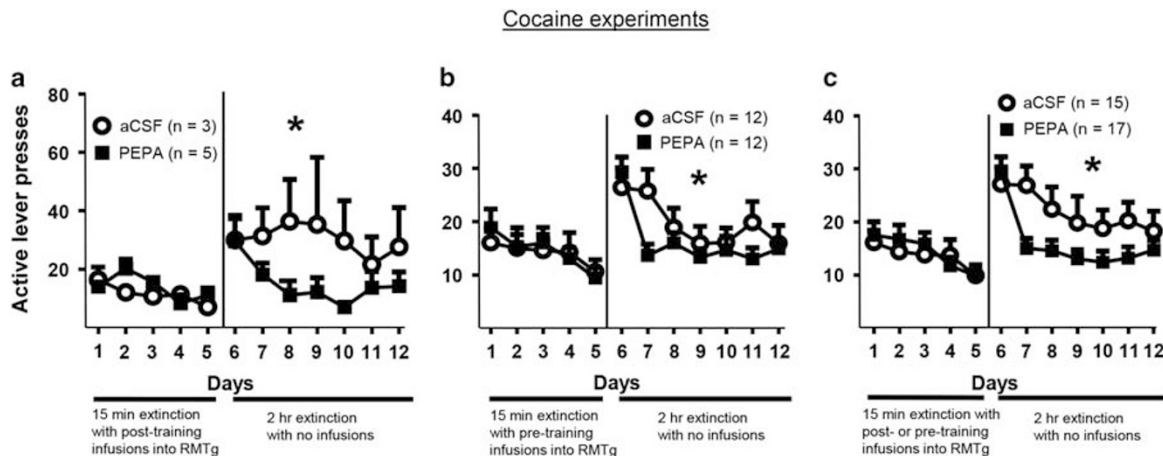 Cocaine experiments
a
Active lever presses
80
60
40
20
aCSF (n = 3)
PEPA (n = 5)
*
1 2 3 4 5 6 7 8 9 10 11 12
b
40
30
20
10
aCSF (n = 12)
PEPA (n = 12)
*
1 2 3 4 5 6 7 8 9 10 11 12
c
40
30
20
10
aCSF (n = 15)
PEPA (n = 17)
*
1 2 3 4 5 6 7 8 9 10 11 12
Days
15 min extinction
with post-training
infusions into RMTg
2 hr extinction
with no infusions
Days
15 min extinction
with pre-training
infusions into RMTg
2 hr extinction
with no infusions
Days
15 min extinction with
post- or pre-training
infusions into RMTg
2 hr extinction
with no infusions